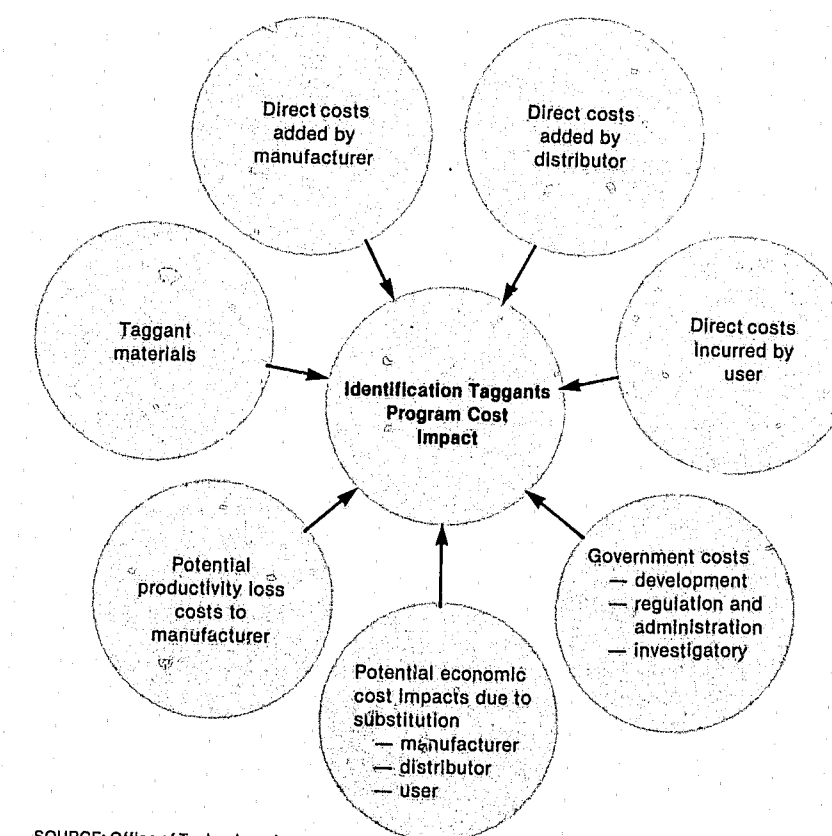 Direct costs
added by
manufacturer
Direct costs
added by
distributor
Taggant
materials
Direct costs
incurred by
user
Identification Taggants
Program Cost
Impact
Potential
productivity loss
costs to
manufacturer
Government costs
— development
— regulation and
administration
— investigatory
Potential economic
cost impacts due to
substitution
— manufacturer
— distributor
— user
SOURCE: Office of